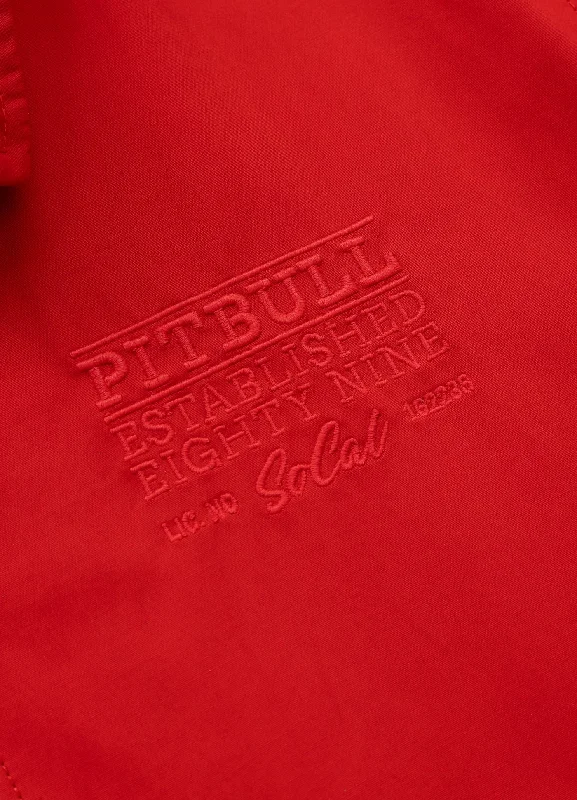 PITBULL
ESTABLISHED
EIGHTY NINE
LIC. NO SoCal 162236